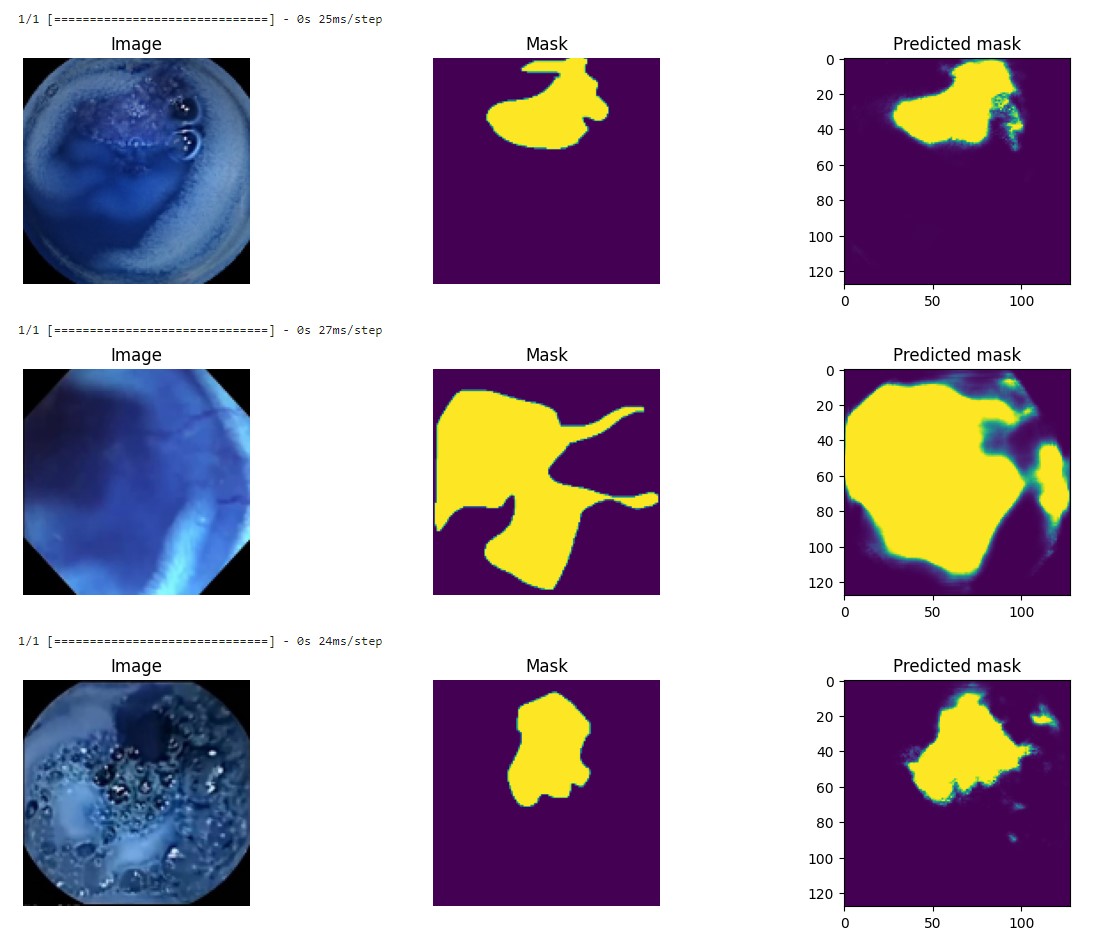 1/1 [==============================] - 0s 25ms/step
Image Mask Predicted mask
0
20
40
60
80
100
120
0 50 100
1/1 [==============================] - 0s 27ms/step
Image Mask Predicted mask
0
20
40
60
80
100
120
0 50 100
1/1 [==============================] - 0s 24ms/step
Image Mask Predicted mask
0
20
40
60
80
100
120
0 50 100